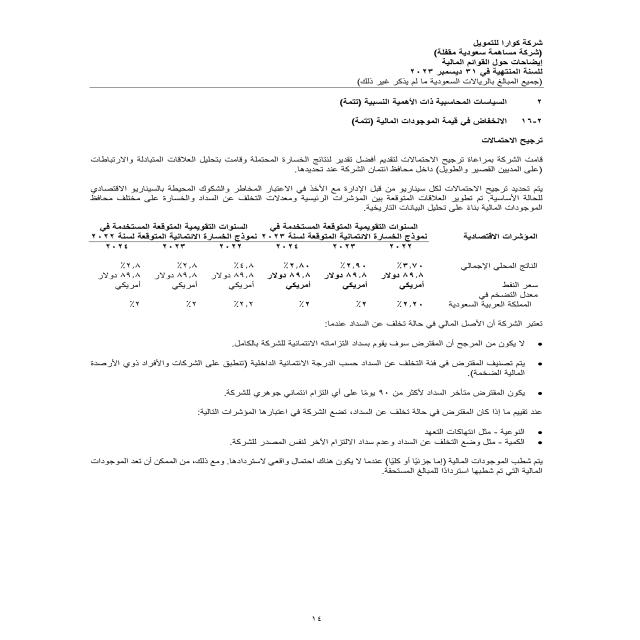 شركة كوارا للتمويل
(شركة مساهمة سعودية مقفلة)
إيضاحات حول القوائم المالية
للسنة المنتهية في ٣١ ديسمبر ٢٠٢٣
(جميع المبالغ بالريالات السعودية ما لم يذكر غير ذلك)
٢ السياسات المحاسبية ذات الأهمية النسبية (تتمة)
٢-١٦ الانخفاض في قيمة الموجودات المالية (تتمة)
ترجيح الاحتمالات
قامت الشركة بمراعاة ترجيح الاحتمالات لتقديم أفضل تقدير لنتائج الخسارة المحتملة وقامت بتحليل العلاقات المتبادلة والارتباطات
(على المديين القصير والطويل) داخل محافظ ائتمان الشركة عند تحديدها.
يتم تحديد ترجيح الاحتمالات لكل سيناريو من قبل الإدارة مع الأخذ في الاعتبار المخاطر والشكوك المحيطة بالسيناريو الاقتصادي
للحالة الأساسية. تم تطوير العلاقات المتوقعة بين المؤشرات الرئيسية ومعدلات التخلف عن السداد والخسارة على مختلف محافظ
الموجودات المالية بناءً على تحليل البيانات التاريخية.
السنوات التقويمية المتوقعة المستخدمة في السنوات التقويمية المتوقعة المستخدمة في
المؤشرات الاقتصادية نموذج الخسارة الائتمانية المتوقعة لسنة ٢٠٢٣ نموذج الخسارة الائتمانية المتوقعة لسنة ٢٠٢٢
٢٠٢٢ ٢٠٢٣ ٢٠٢٤ ٢٠٢٢ ٢٠٢٣ ٢٠٢٤
الناتج المحلي الإجمالي ٣,٧٠٪ ٢,٩٠٪ ٢,٨٠٪ ٤,٨٪ ٢,٨٪ ٢,٨٪
٨٩,٨ دولار ٨٩,٨ دولار ٨٩,٨ دولار ٨٩,٨ دولار ٨٩,٨ دولار ٨٩,٨ دولار
سعر النفط أمريكي أمريكي أمريكي أمريكي أمريكي أمريكي
معدل التضخم في
المملكة العربية السعودية ٢,٢٠٪ ٢٪ ٢٪ ٢,٢٪ ٢٪ ٢٪
تعتبر الشركة أن الأصل المالي في حالة تخلف عن السداد عندما:
• لا يكون من المرجح أن المقترض سوف يقوم بسداد التزاماته الائتمانية للشركة بالكامل.
• يتم تصنيف المقترض في فئة التخلف عن السداد حسب الدرجة الائتمانية الداخلية (تنطبق على الشركات والأفراد ذوي الأرصدة
المالية الضخمة).
• يكون المقترض متأخر السداد لأكثر من ٩٠ يومًا على أي التزام ائتماني جوهري للشركة.
عند تقييم ما إذا كان المقترض في حالة تخلف عن السداد، تضع الشركة في اعتبارها المؤشرات التالية:
• النوعية - مثل انتهاكات التعهد
• الكمية - مثل وضع التخلف عن السداد وعدم سداد الالتزام الآخر لنفس المصدر للشركة.
يتم شطب الموجودات المالية (إما جزئيًا أو كليًا) عندما لا يكون هناك احتمال واقعي لاستردادها. ومع ذلك، من الممكن أن تعد الموجودات
المالية التي تم شطبها استردادًا للمبالغ المستحقة.
١٤